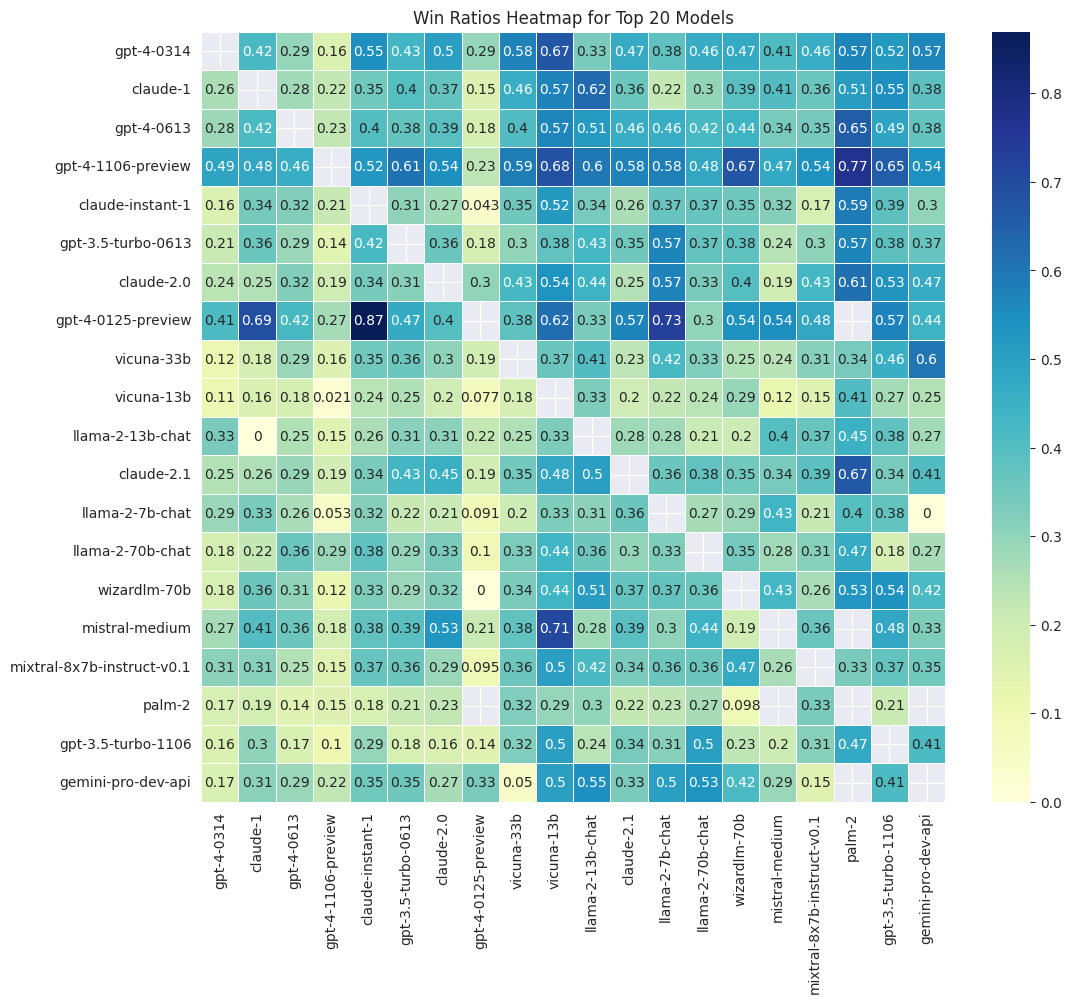 Win Ratios Heatmap for Top 20 Models
gpt-4-0314 0.42 0.29 0.16 0.55 0.43 0.5 0.29 0.58 0.67 0.33 0.47 0.38 0.46 0.47 0.41 0.46 0.57 0.52 0.57
claude-1 0.26 0.28 0.22 0.35 0.4 0.37 0.15 0.46 0.57 0.62 0.36 0.22 0.3 0.39 0.41 0.36 0.51 0.55 0.38
gpt-4-0613 0.28 0.42 0.23 0.4 0.38 0.39 0.18 0.4 0.57 0.51 0.46 0.46 0.42 0.44 0.34 0.35 0.65 0.49 0.38
gpt-4-1106-preview 0.49 0.48 0.46 0.52 0.61 0.54 0.23 0.59 0.68 0.6 0.58 0.58 0.48 0.67 0.47 0.54 0.77 0.65 0.54
claude-instant-1 0.16 0.34 0.32 0.21 0.31 0.27 0.043 0.35 0.52 0.34 0.26 0.37 0.37 0.35 0.32 0.17 0.59 0.39 0.3
gpt-3.5-turbo-0613 0.21 0.36 0.29 0.14 0.42 0.36 0.18 0.3 0.38 0.43 0.35 0.57 0.37 0.38 0.24 0.3 0.57 0.38 0.37
claude-2.0 0.24 0.25 0.32 0.19 0.34 0.31 0.3 0.43 0.54 0.44 0.25 0.57 0.33 0.4 0.19 0.43 0.61 0.53 0.47
gpt-4-0125-preview 0.41 0.69 0.42 0.27 0.87 0.47 0.4 0.38 0.62 0.33 0.57 0.73 0.3 0.54 0.54 0.48 0.57 0.44
vicuna-33b 0.12 0.18 0.29 0.16 0.35 0.36 0.3 0.19 0.37 0.41 0.23 0.42 0.33 0.25 0.24 0.31 0.34 0.46 0.6
vicuna-13b 0.11 0.16 0.18 0.021 0.24 0.25 0.2 0.077 0.18 0.33 0.2 0.22 0.24 0.29 0.12 0.15 0.41 0.27 0.25
llama-2-13b-chat 0.33 0 0.25 0.15 0.26 0.31 0.31 0.22 0.25 0.33 0.28 0.28 0.21 0.2 0.4 0.37 0.45 0.38 0.27
claude-2.1 0.25 0.26 0.29 0.19 0.34 0.43 0.45 0.19 0.35 0.48 0.5 0.36 0.38 0.35 0.34 0.39 0.67 0.34 0.41
llama-2-7b-chat 0.29 0.33 0.26 0.053 0.32 0.22 0.21 0.091 0.2 0.33 0.31 0.36 0.27 0.29 0.43 0.21 0.4 0.38 0
llama-2-70b-chat 0.18 0.22 0.36 0.29 0.38 0.29 0.33 0.1 0.33 0.44 0.36 0.3 0.33 0.35 0.28 0.31 0.47 0.18 0.27
wizardlm-70b 0.18 0.36 0.31 0.12 0.33 0.29 0.32 0 0.34 0.44 0.51 0.37 0.37 0.36 0.43 0.26 0.53 0.54 0.42
mistral-medium 0.27 0.41 0.36 0.18 0.38 0.39 0.53 0.21 0.38 0.71 0.28 0.39 0.3 0.44 0.19 0.36 0.48 0.33
mixtral-8x7b-instruct-v0.1 0.31 0.31 0.25 0.15 0.37 0.36 0.29 0.095 0.36 0.5 0.42 0.34 0.36 0.36 0.47 0.26 0.33 0.37 0.35
palm-2 0.17 0.19 0.14 0.15 0.18 0.21 0.23 0.32 0.29 0.3 0.22 0.23 0.27 0.098 0.33 0.21
gpt-3.5-turbo-1106 0.16 0.3 0.17 0.1 0.29 0.18 0.16 0.14 0.32 0.5 0.24 0.34 0.31 0.5 0.23 0.2 0.31 0.47 0.41
gemini-pro-dev-api 0.17 0.31 0.29 0.22 0.35 0.35 0.27 0.33 0.05 0.5 0.55 0.33 0.5 0.53 0.42 0.29 0.15 0.41
gpt-4-0314
claude-1
gpt-4-0613
gpt-4-1106-preview
claude-instant-1
gpt-3.5-turbo-0613
claude-2.0
gpt-4-0125-preview
vicuna-33b
vicuna-13b
llama-2-13b-chat
claude-2.1
llama-2-7b-chat
llama-2-70b-chat
wizardlm-70b
mistral-medium
mixtral-8x7b-instruct-v0.1
palm-2
gpt-3.5-turbo-1106
gemini-pro-dev-api
0.8
0.7
0.6
0.5
0.4
0.3
0.2
0.1
0.0